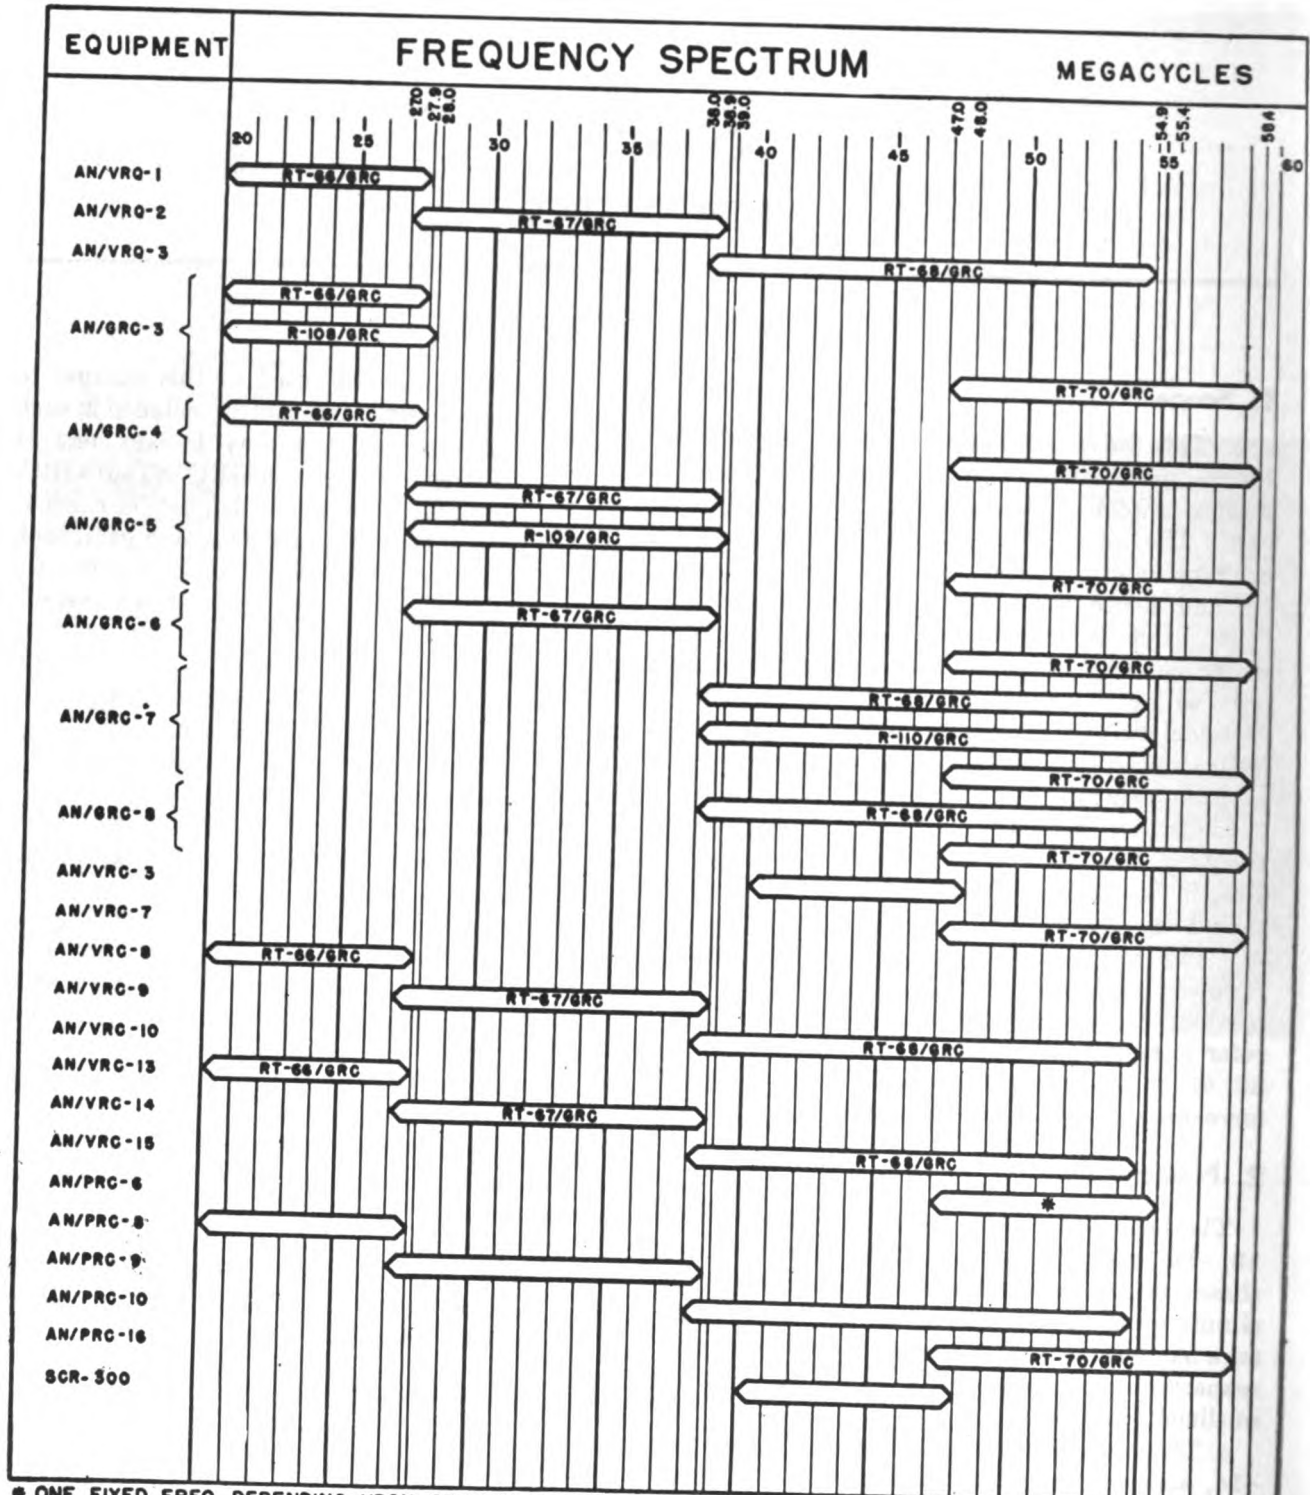 EQUIPMENT
FREQUENCY SPECTRUM
MEGACYCLES
20
25
27.0
27.9
28.0
30
35
38.0
38.9
39.0
40
45
47.0
48.0
50
54.9
55
55.4
58.4
60
AN/VRQ-1
RT-66/GRC
AN/VRQ-2
RT-67/GRC
AN/VRQ-3
RT-68/GRC
AN/GRC-3
RT-66/GRC
R-108/GRC
RT-70/GRC
AN/GRC-4
RT-66/GRC
RT-70/GRC
AN/GRC-5
RT-67/GRC
R-109/GRC
RT-70/GRC
AN/GRC-6
RT-67/GRC
RT-70/GRC
AN/GRC-7
RT-68/GRC
R-110/GRC
RT-70/GRC
AN/GRC-8
RT-68/GRC
RT-70/GRC
AN/VRC-3
AN/VRC-7
RT-70/GRC
AN/VRC-8
RT-66/GRC
AN/VRC-9
RT-67/GRC
AN/VRC-10
RT-68/GRC
AN/VRC-13
RT-66/GRC
AN/VRC-14
RT-67/GRC
AN/VRC-15
RT-68/GRC
AN/PRC-6
*
AN/PRC-8
AN/PRC-9
AN/PRC-10
AN/PRC-16
RT-70/GRC
SCR-300
* ONE FIXED FREQ. DEPENDING